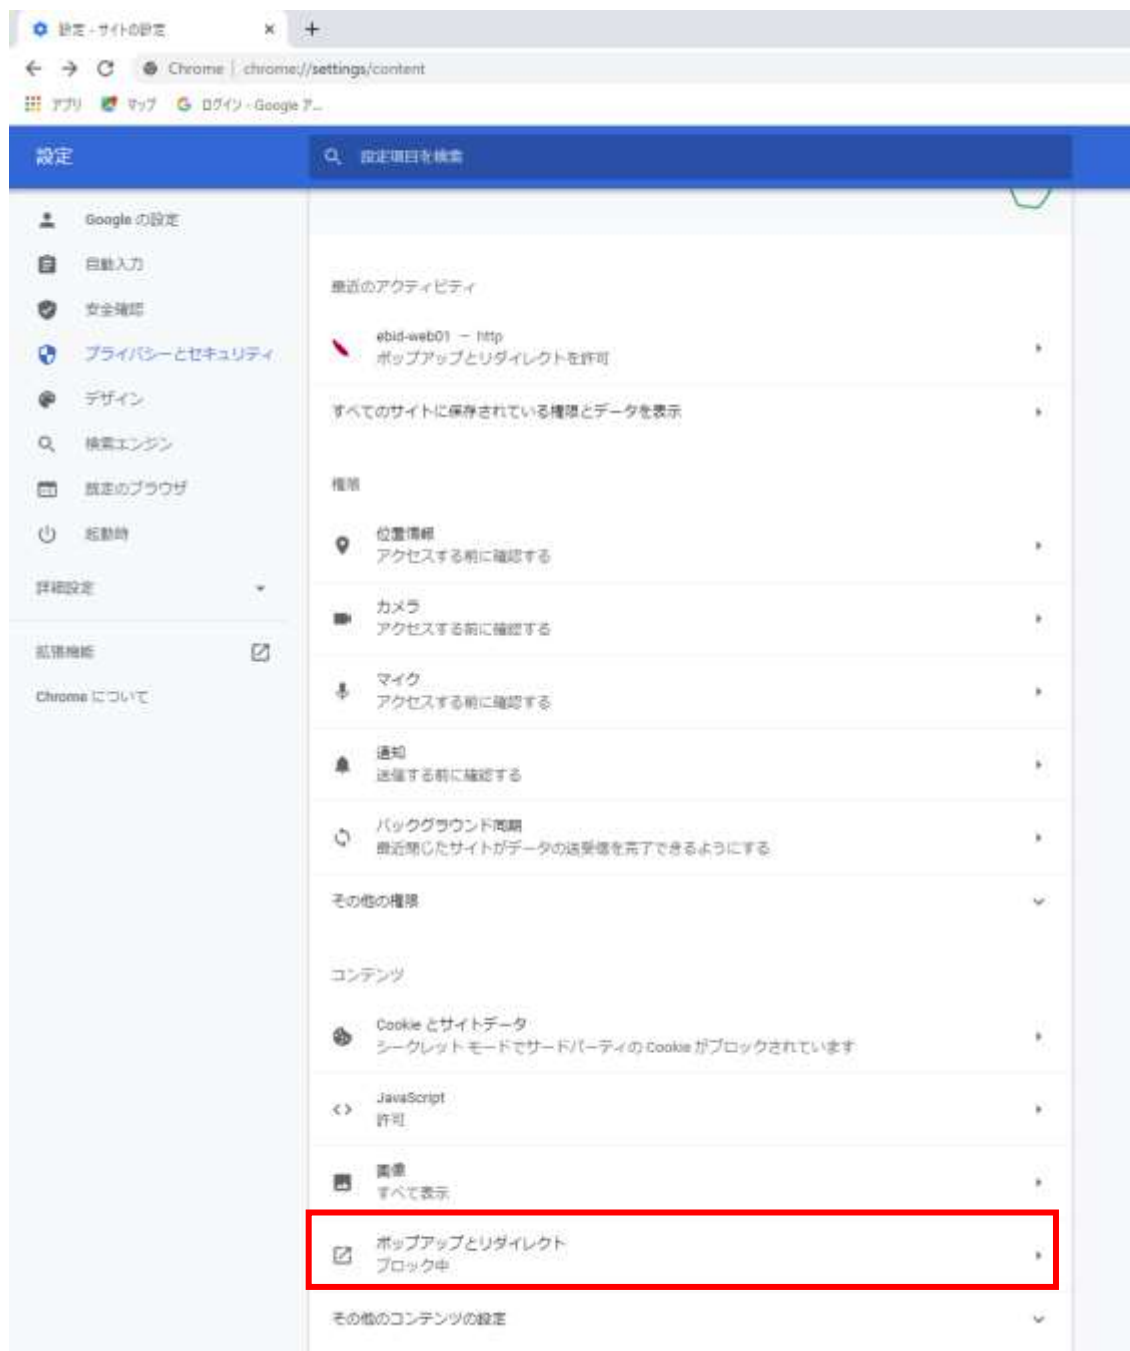 設定 - サイトの設定
Chrome | chrome://settings/content
アプリ マップ ログイン - Google ア...
設定
設定項目を検索
Google の設定
自動入力
安全確認
プライバシーとセキュリティ
デザイン
検索エンジン
既定のブラウザ
起動時
詳細設定
拡張機能
Chrome について
最近のアクティビティ
ebid-web01 – http
ポップアップとリダイレクトを許可
すべてのサイトに保存されている権限とデータを表示
権限
位置情報
アクセスする前に確認する
カメラ
アクセスする前に確認する
マイク
アクセスする前に確認する
通知
送信する前に確認する
バックグラウンド同期
最近閉じたサイトがデータの送受信を完了できるようにする
その他の権限
コンテンツ
Cookie とサイトデータ
シークレット モードでサードパーティの Cookie がブロックされています
JavaScript
許可
画像
すべて表示
ポップアップとリダイレクト
ブロック中
その他のコンテンツの設定